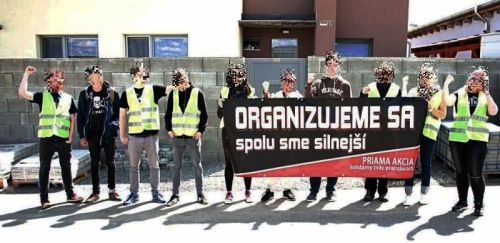 ORGANIZUJEME SA
spolu sme silnejší
PRIAMA AKCIA
Solidárny zväz pracujúcich